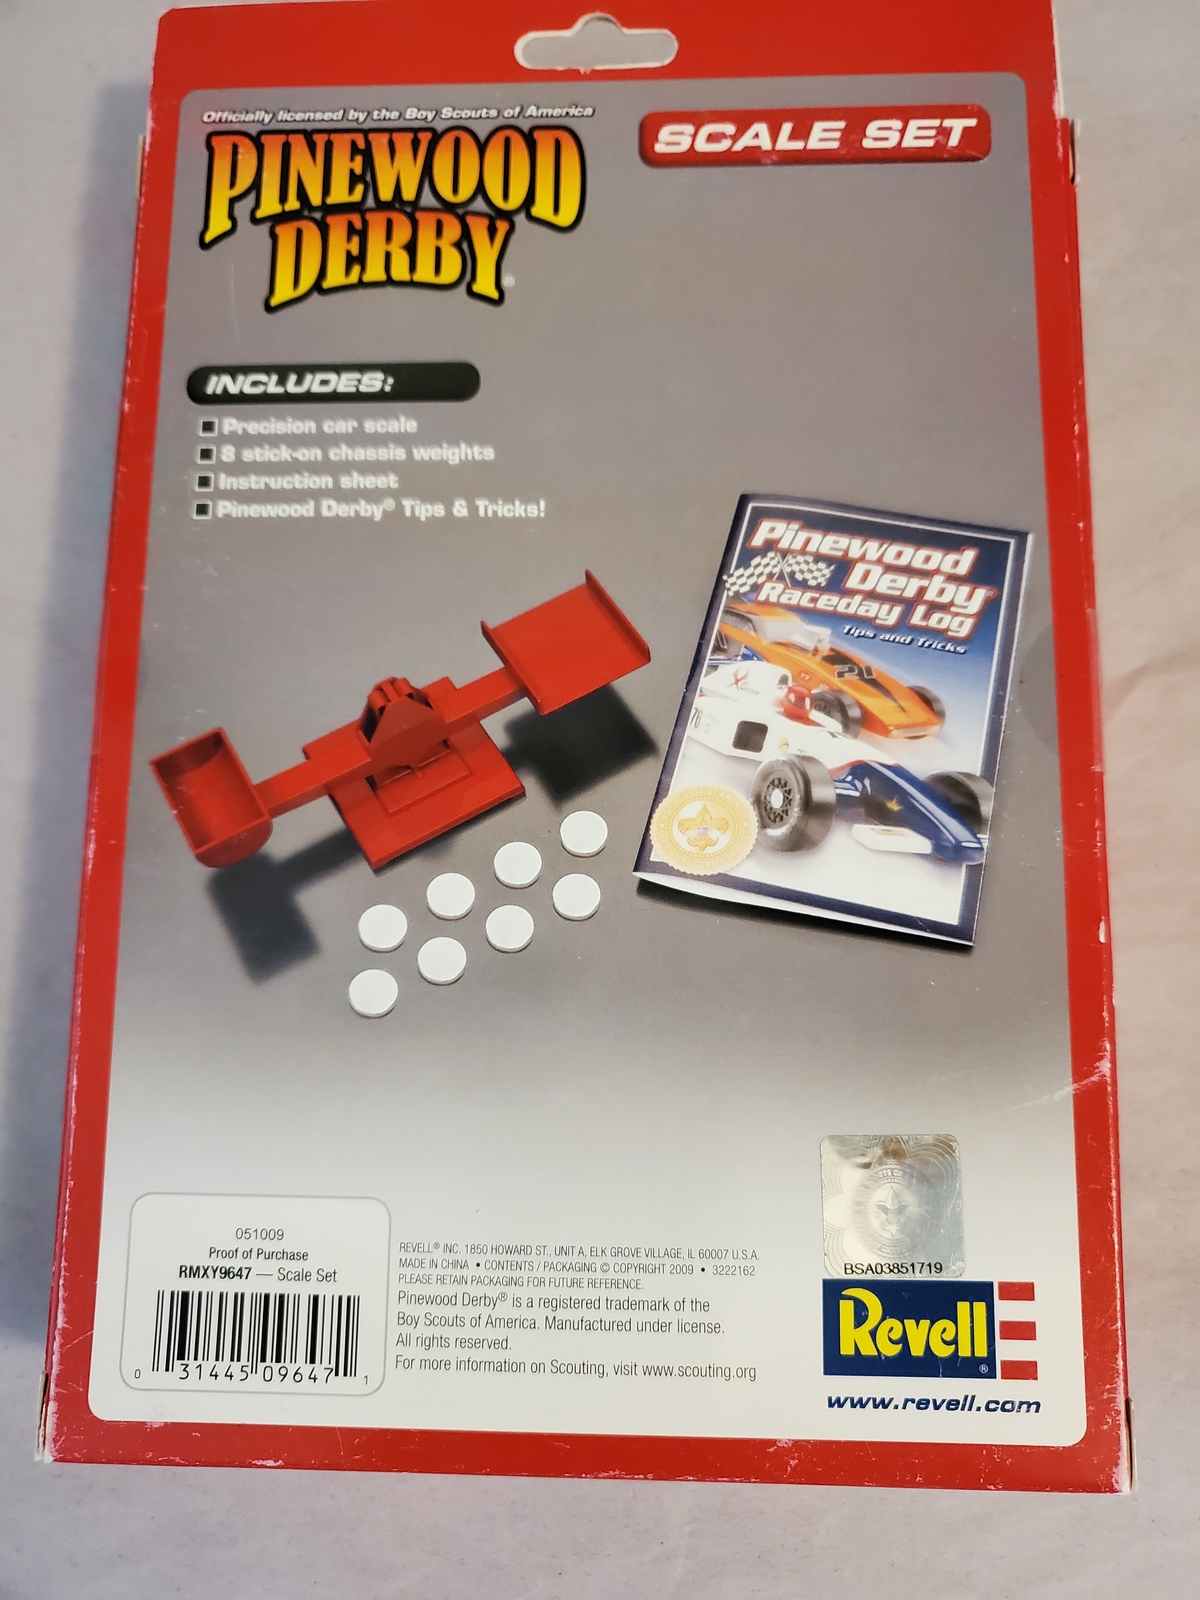 Officially licensed by the Boy Scouts of America
PINEWOOD
DERBY®
SCALE SET
INCLUDES:
Precision car scale
8 stick-on chassis weights
Instruction sheet
Pinewood Derby® Tips & Tricks!
Pinewood
Derby®
Raceday Log
Tips and Tricks
21
78
051009
Proof of Purchase
RMXY9647 — Scale Set
0 31445 09647 1
REVELL® INC. 1850 HOWARD ST., UNIT A, ELK GROVE VILLAGE, IL 60007 U.S.A.
MADE IN CHINA • CONTENTS / PACKAGING © COPYRIGHT 2009 • 3222162
PLEASE RETAIN PACKAGING FOR FUTURE REFERENCE.
Pinewood Derby® is a registered trademark of the
Boy Scouts of America. Manufactured under license.
All rights reserved.
For more information on Scouting, visit www.scouting.org
BSA03851719
Revell®
www.revell.com